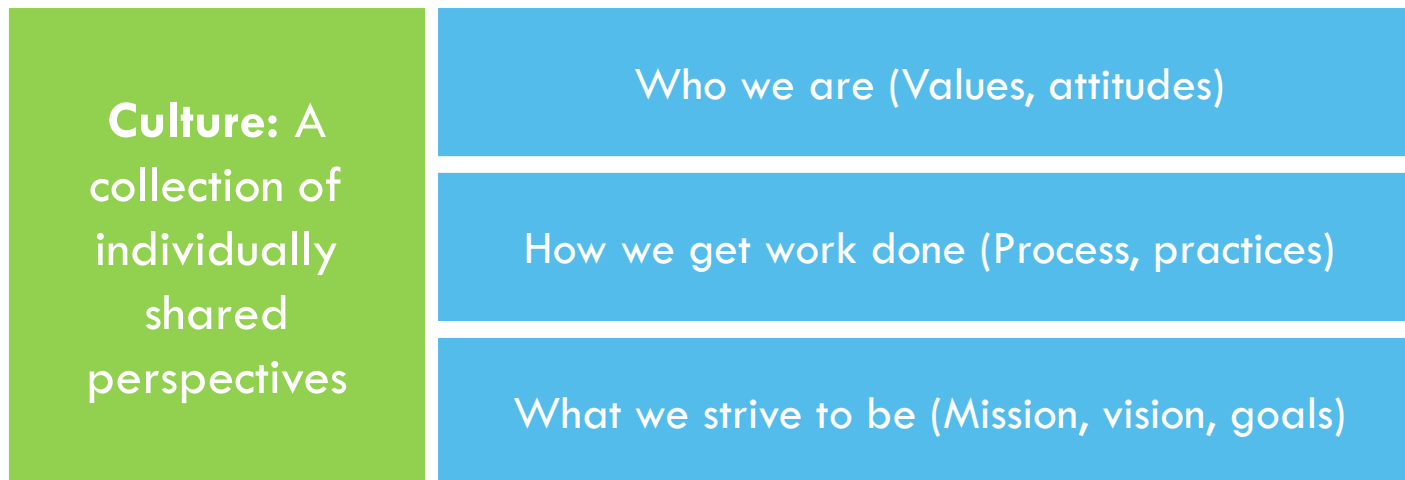 Culture: A
collection of
individually
shared
perspectives
Who we are (Values, attitudes)
How we get work done (Process, practices)
What we strive to be (Mission, vision, goals)